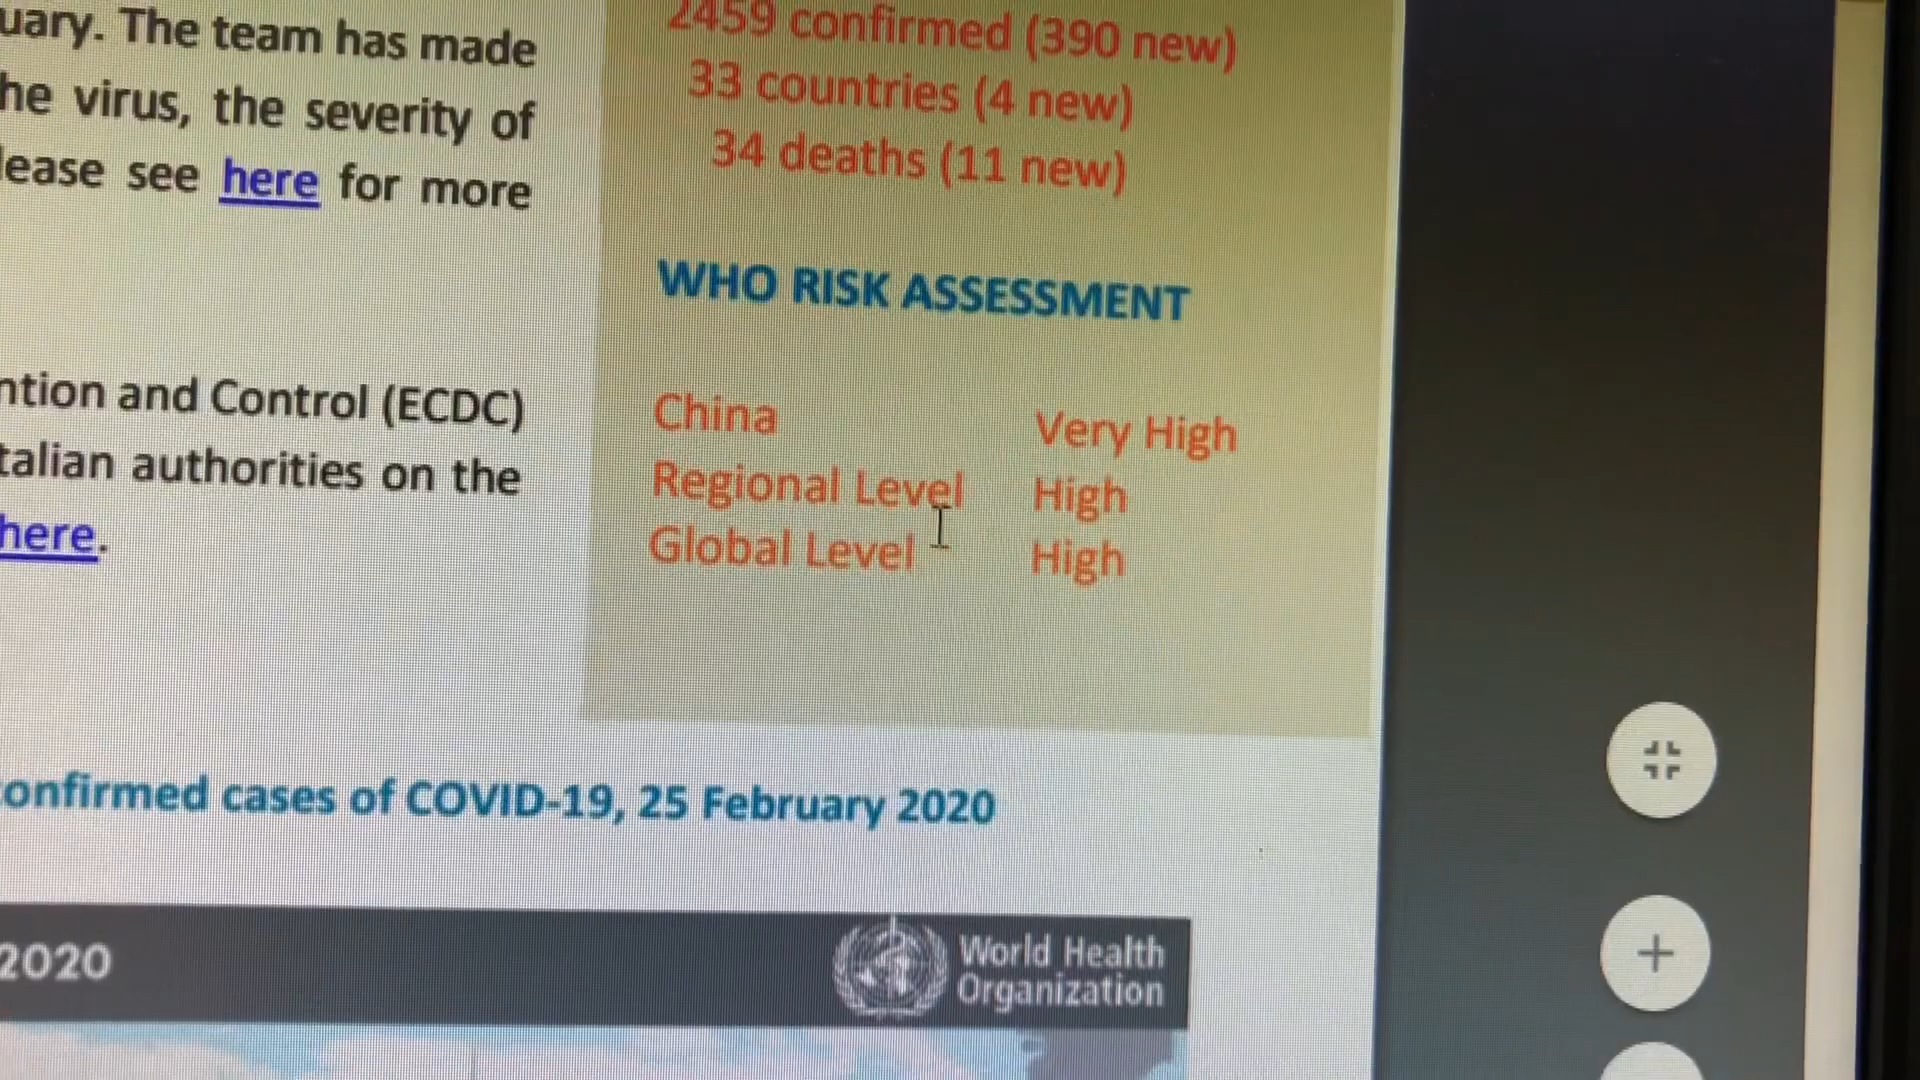 uary. The team has made
he virus, the severity of
lease see here for more
ntion and Control (ECDC)
talian authorities on the
here.
2459 confirmed (390 new)
33 countries (4 new)
34 deaths (11 new)
WHO RISK ASSESSMENT
China Very High
Regional Level High
Global Level High
onfirmed cases of COVID-19, 25 February 2020
2020
World Health
Organization